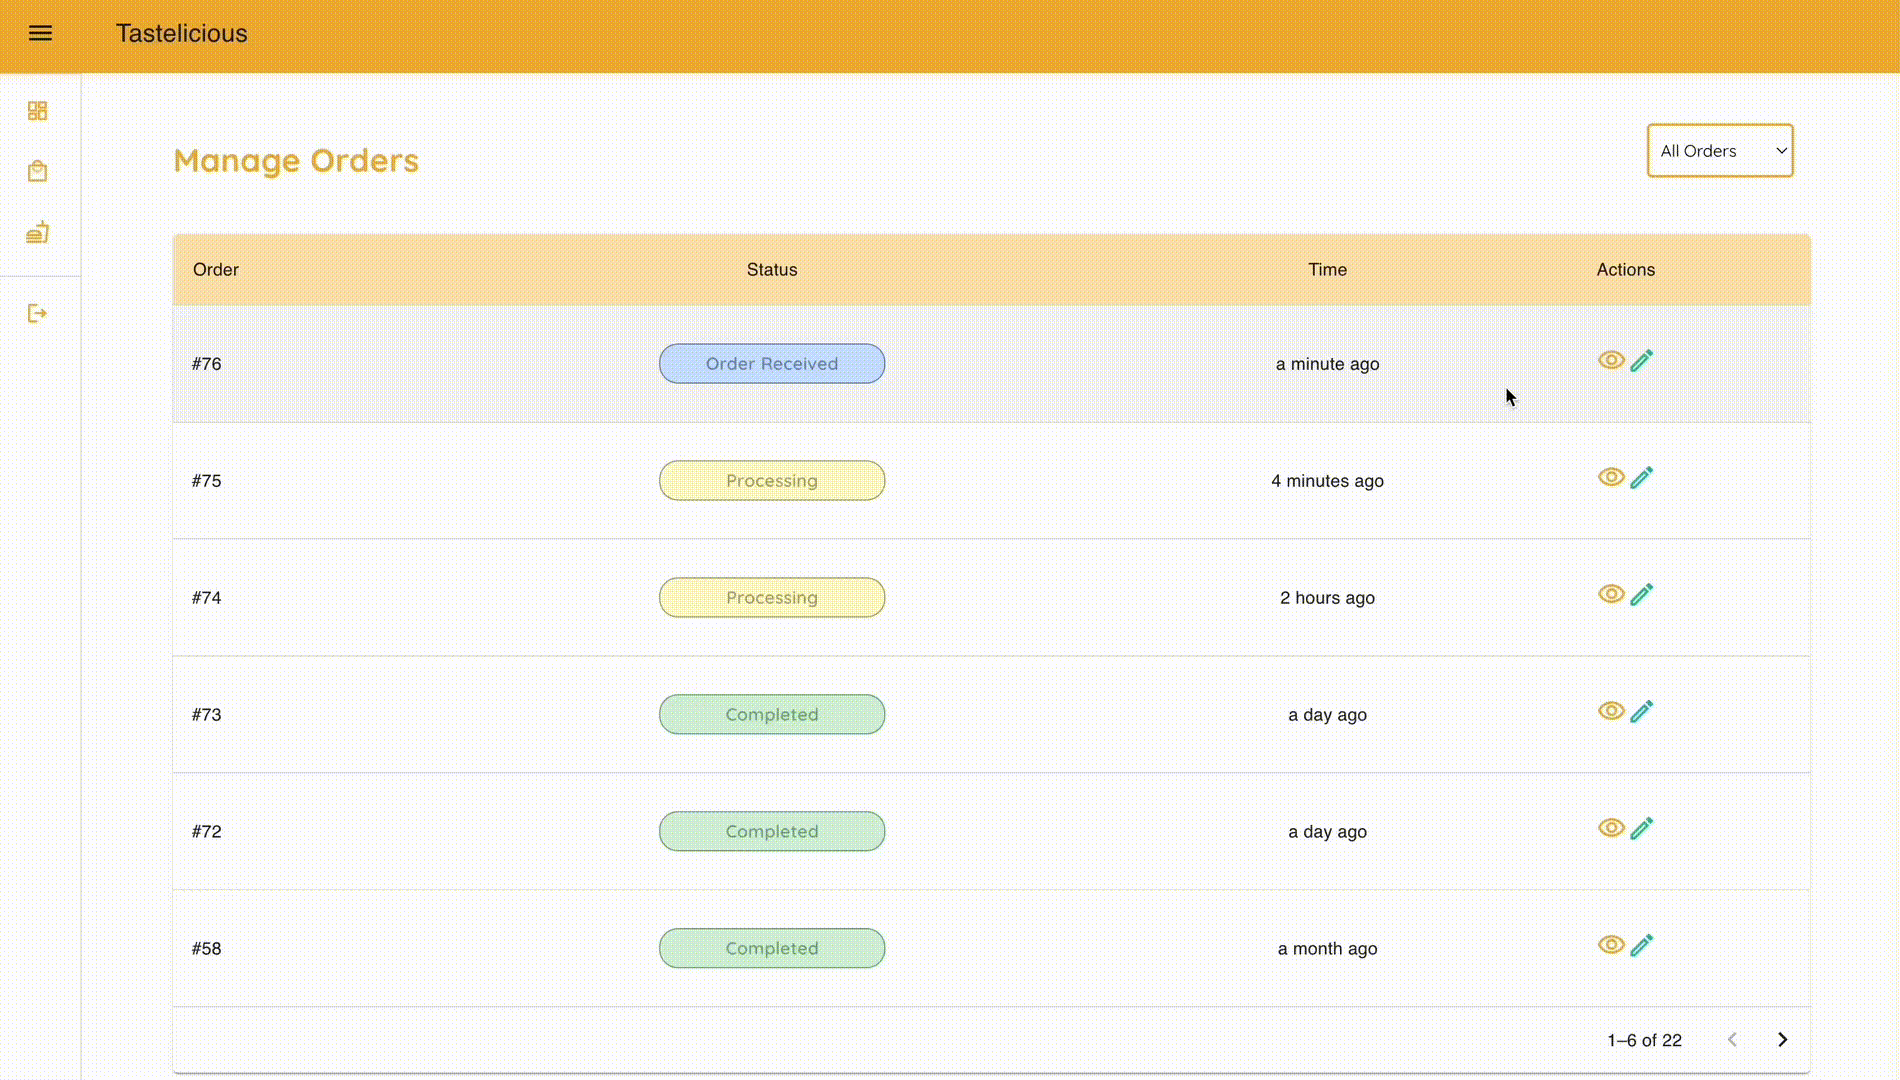 Tastelicious
Manage Orders
All Orders
Order Status Time Actions
#76 Order Received a minute ago
#75 Processing 4 minutes ago
#74 Processing 2 hours ago
#73 Completed a day ago
#72 Completed a day ago
#58 Completed a month ago
1–6 of 22